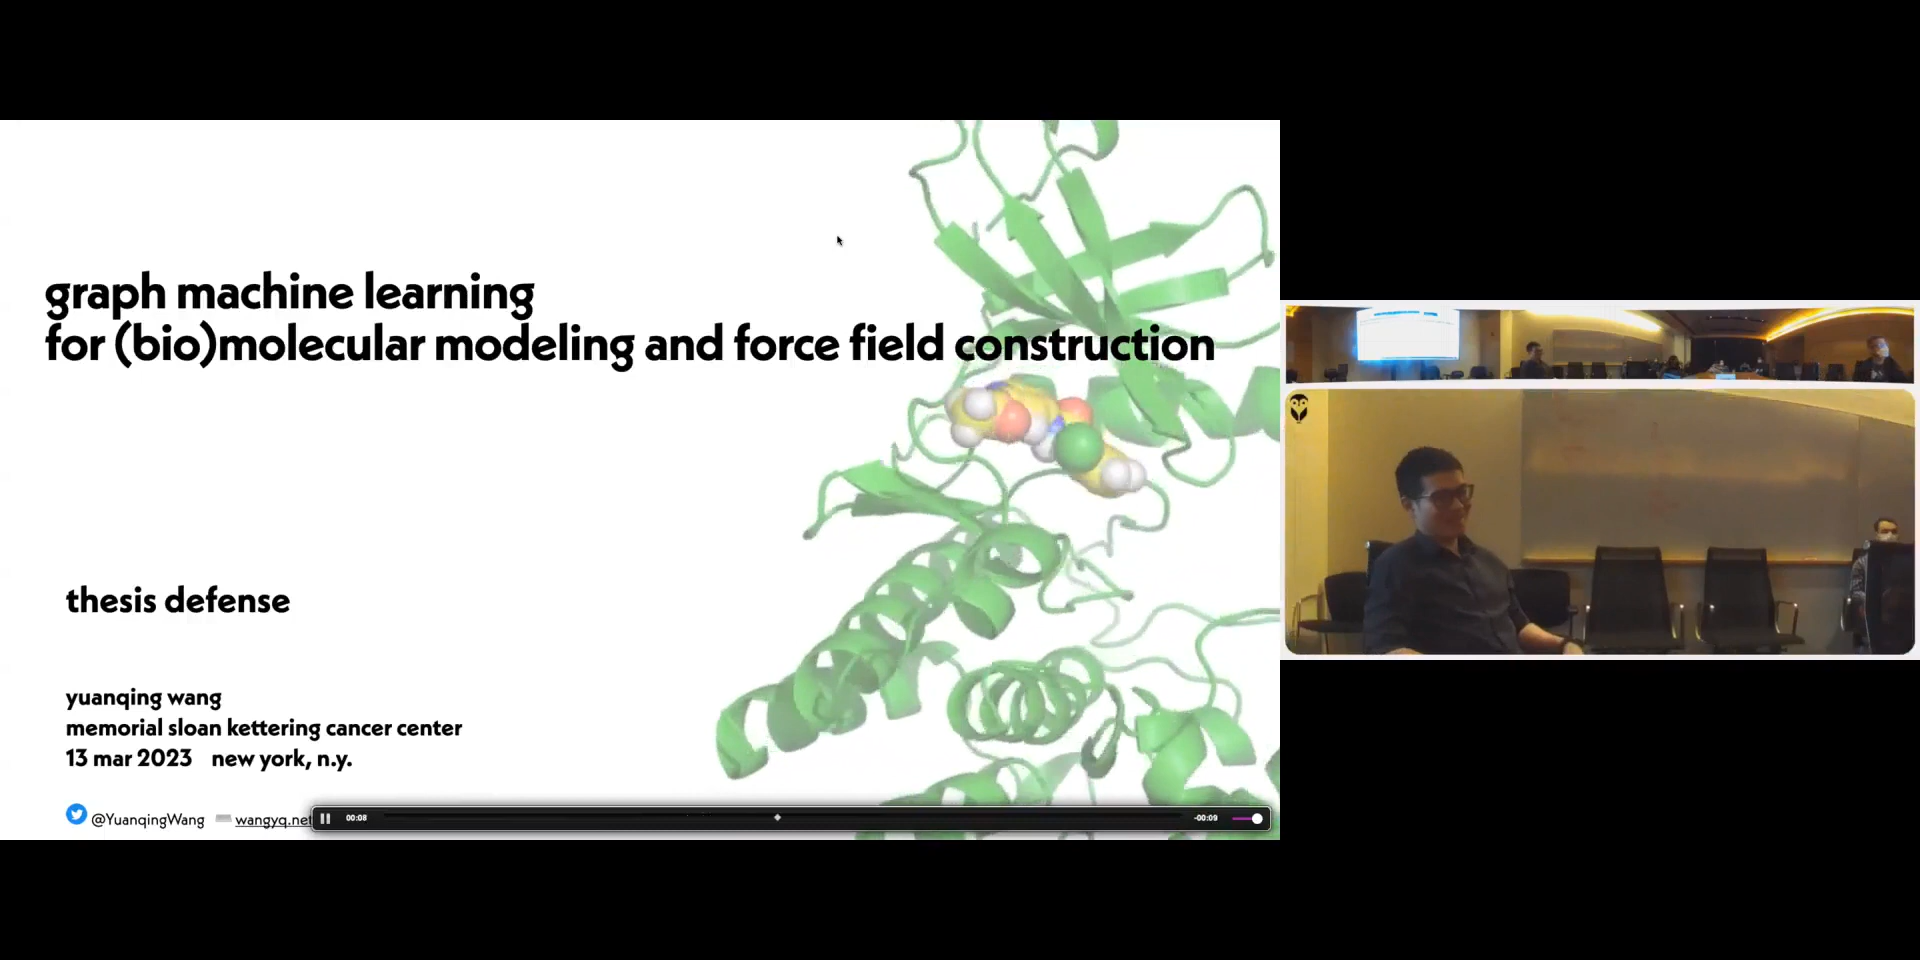 graph machine learning
for (bio)molecular modeling and force field construction
thesis defense
yuanqing wang
memorial sloan kettering cancer center
13 mar 2023 new york, n.y.
@YuanqingWang wangyq.net
00:08 -00:09